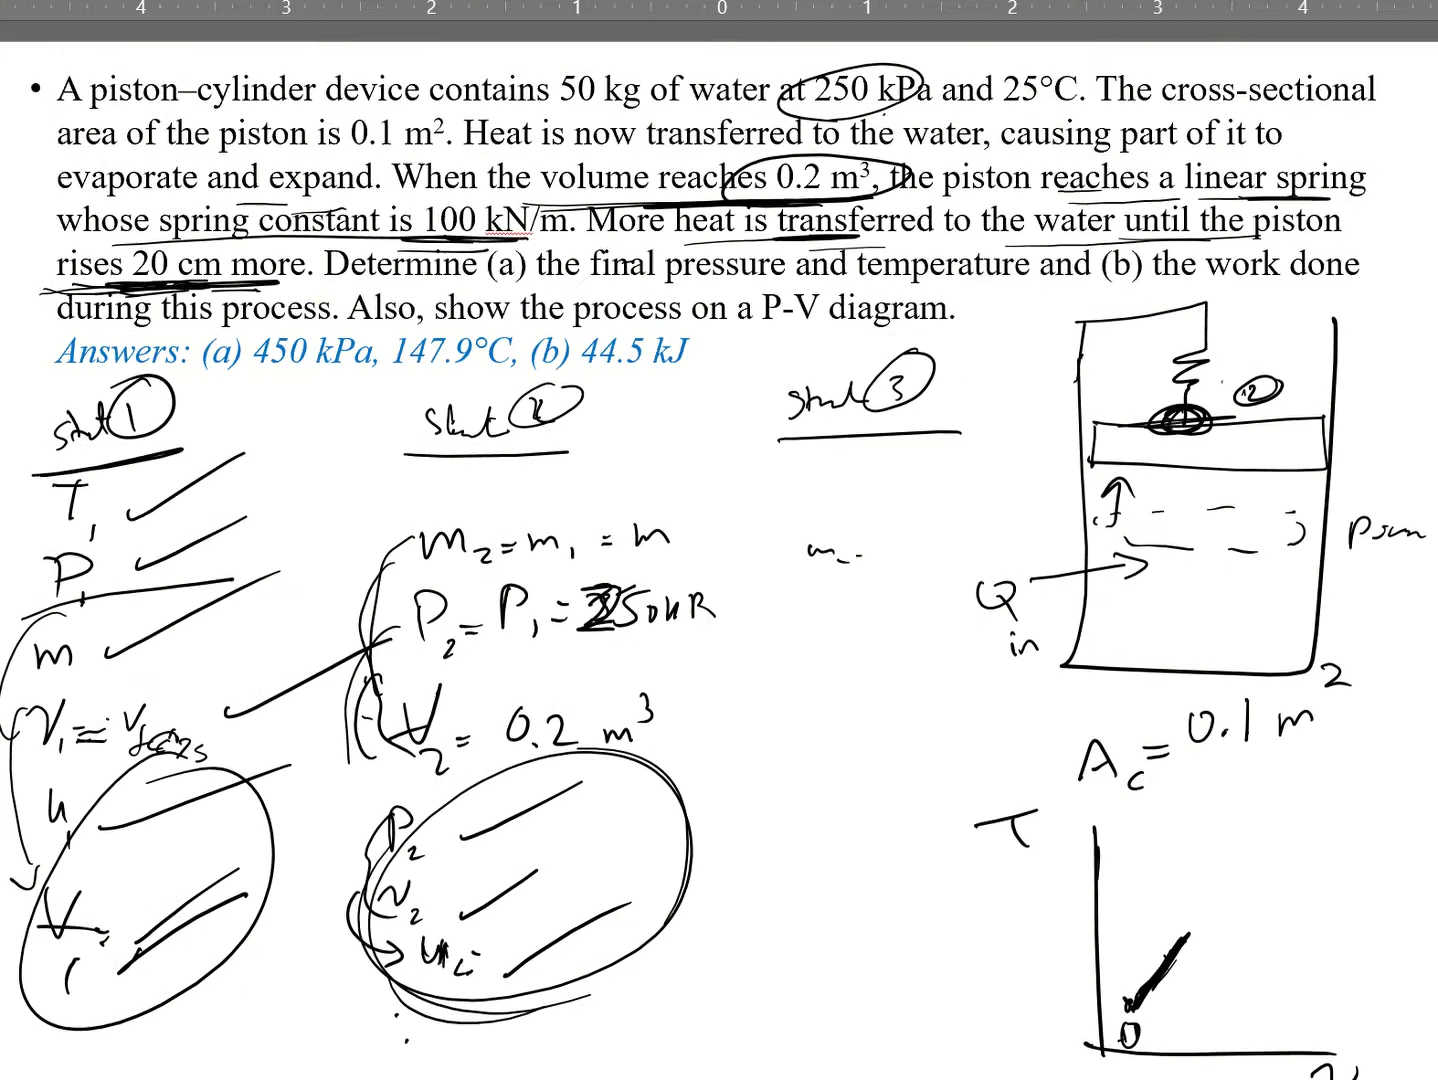 4 3 2 1 0 1 2 3 4
• A piston–cylinder device contains 50 kg of water at 250 kPa and 25°C. The cross-sectional
area of the piston is 0.1 m². Heat is now transferred to the water, causing part of it to
evaporate and expand. When the volume reaches 0.2 m³, the piston reaches a linear spring
whose spring constant is 100 kN/m. More heat is transferred to the water until the piston
rises 20 cm more. Determine (a) the final pressure and temperature and (b) the work done
during this process. Also, show the process on a P-V diagram.
Answers: (a) 450 kPa, 147.9°C, (b) 44.5 kJ
1
2
3
2
T₁
P₁
m
m₂ = m₁ = m
P₂ = P₁ = 250
V₂ = 0.2 m³
P₂
Q
in
A_c = 0.1 m²
T
1